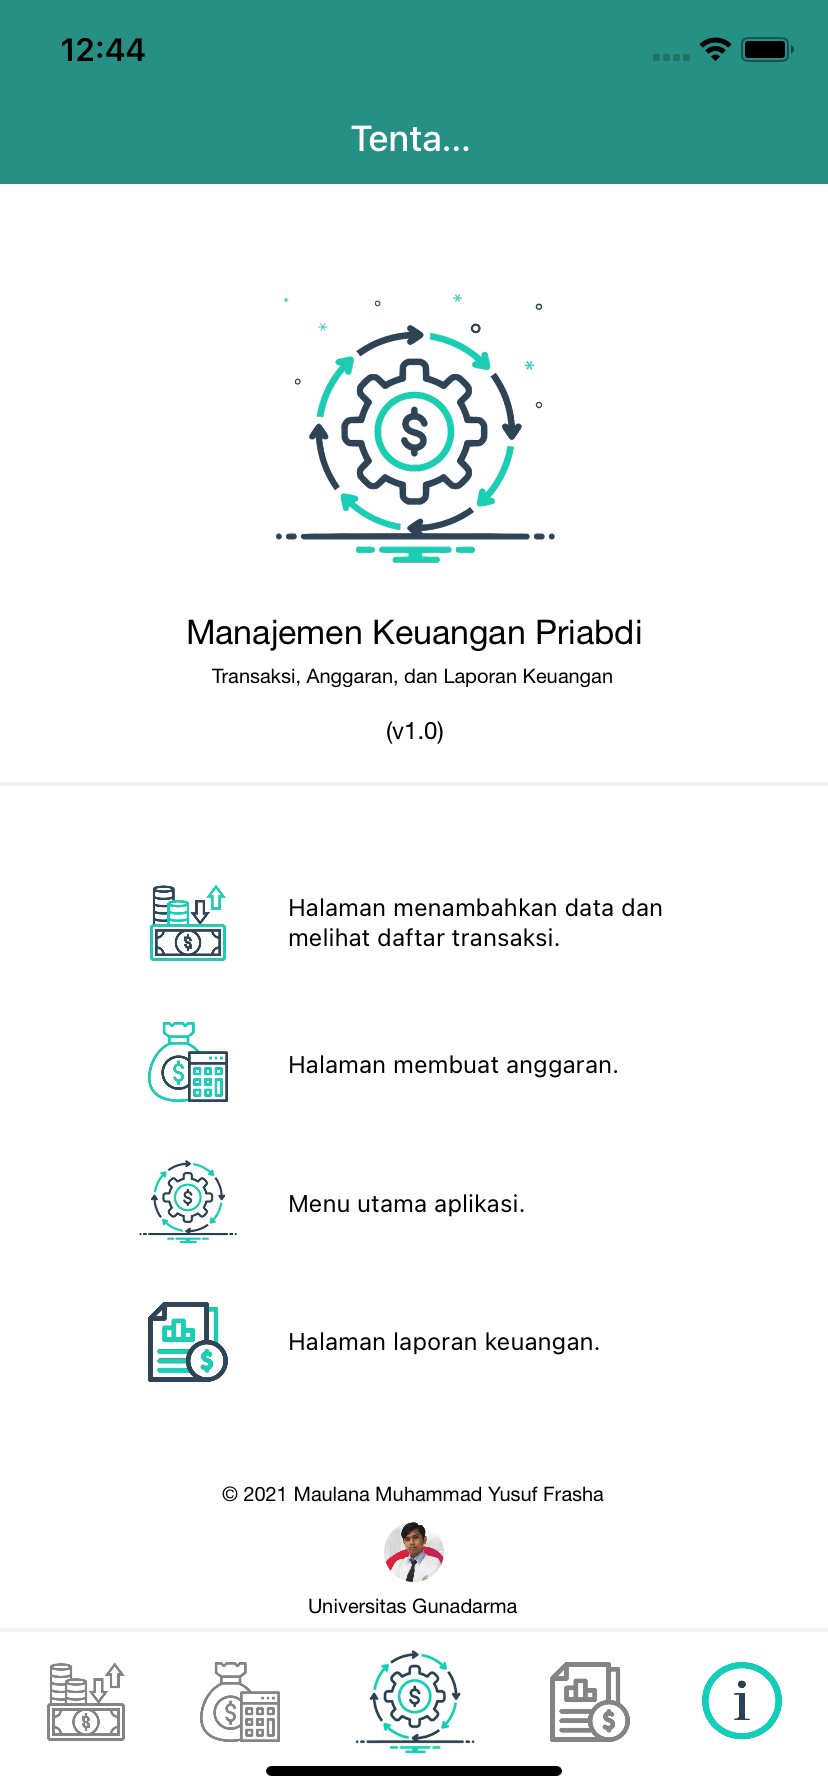 12:44
Tenta...
$
Manajemen Keuangan Priabdi
Transaksi, Anggaran, dan Laporan Keuangan
(v1.0)
$
Halaman menambahkan data dan
melihat daftar transaksi.
$
Halaman membuat anggaran.
$
Menu utama aplikasi.
$
Halaman laporan keuangan.
© 2021 Maulana Muhammad Yusuf Frasha
Universitas Gunadarma
$ $ $ $ i